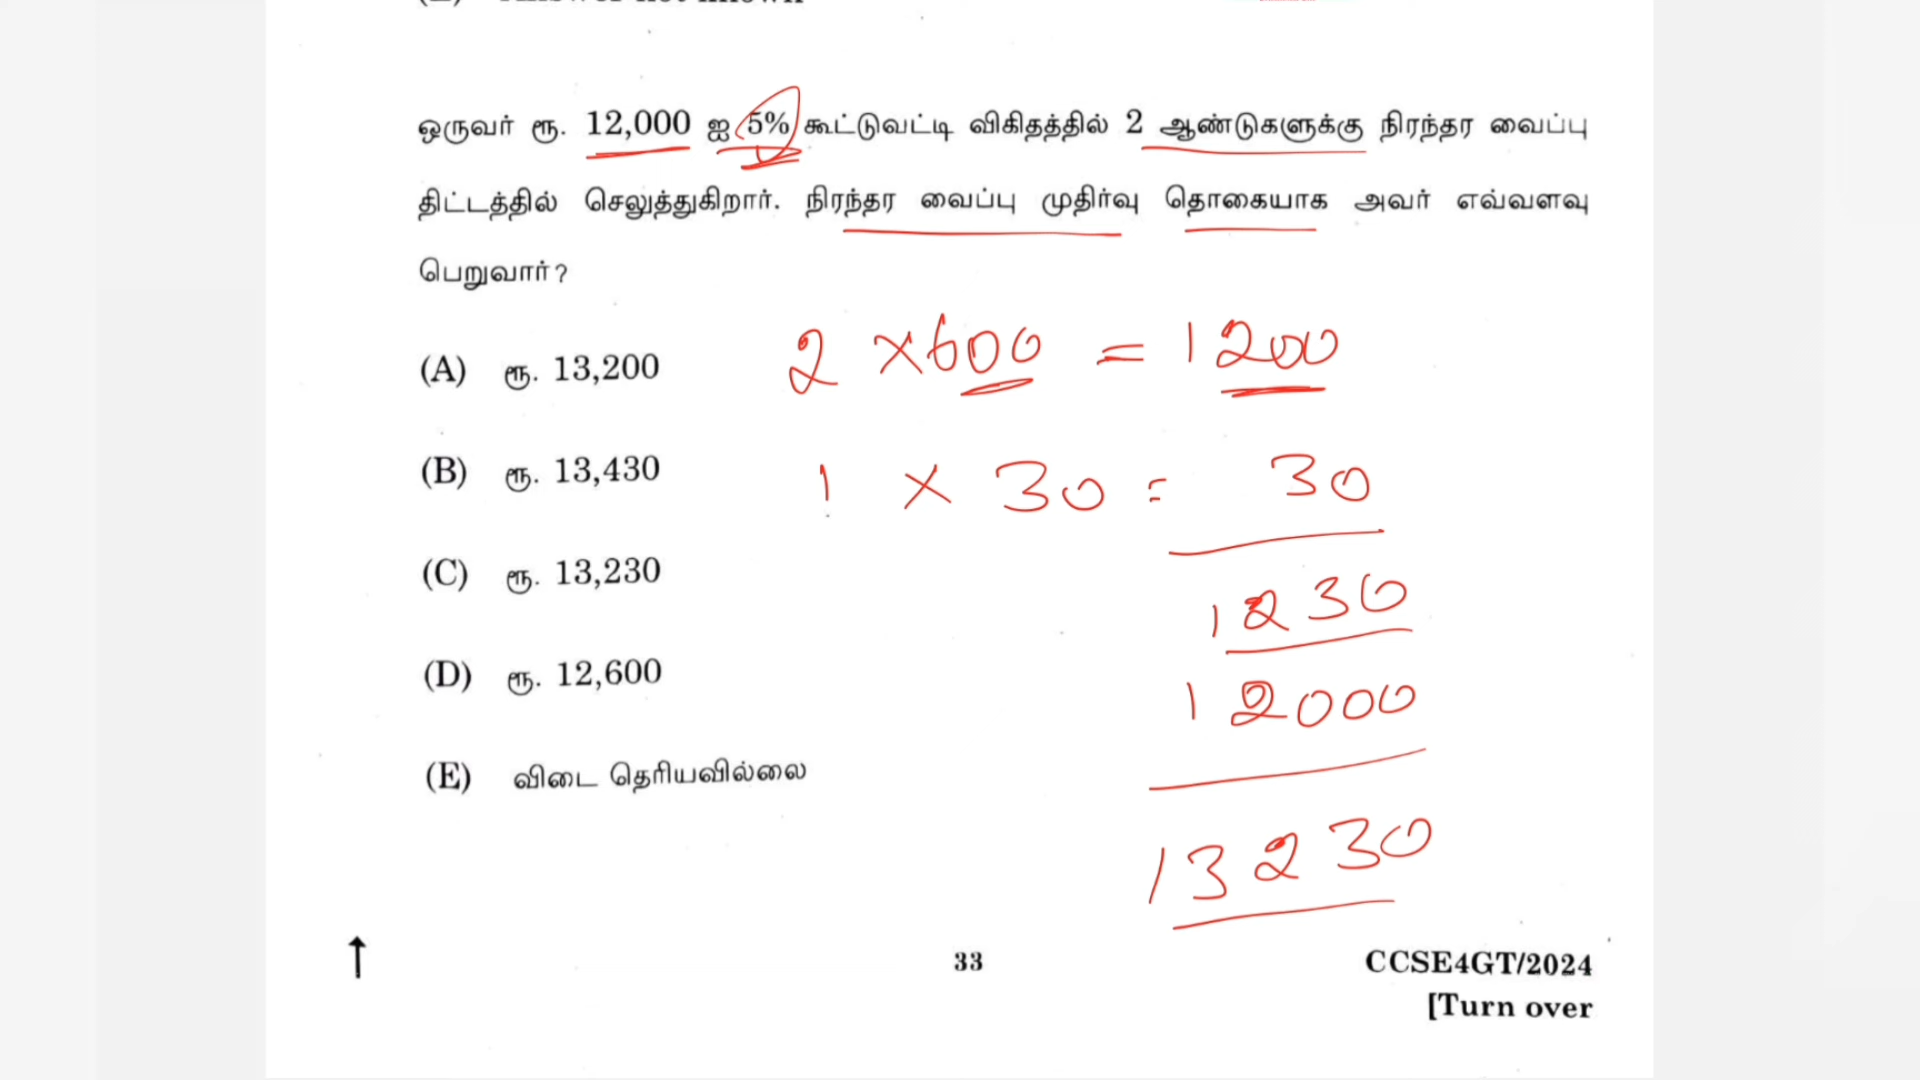 ஒருவர் ரூ. 12,000 ஐ 5% கூட்டுவட்டி விகிதத்தில் 2 ஆண்டுகளுக்கு நிரந்தர வைப்பு
திட்டத்தில் செலுத்துகிறார். நிரந்தர வைப்பு முதிர்வு தொகையாக அவர் எவ்வளவு
பெறுவார்?
(A) ரூ. 13,200
2 × 600 = 1200
(B) ரூ. 13,430
1 × 30 = 30
(C) ரூ. 13,230
1230
(D) ரூ. 12,600
12000
(E) விடை தெரியவில்லை
13230
33
CCSE4GT/2024
[Turn over